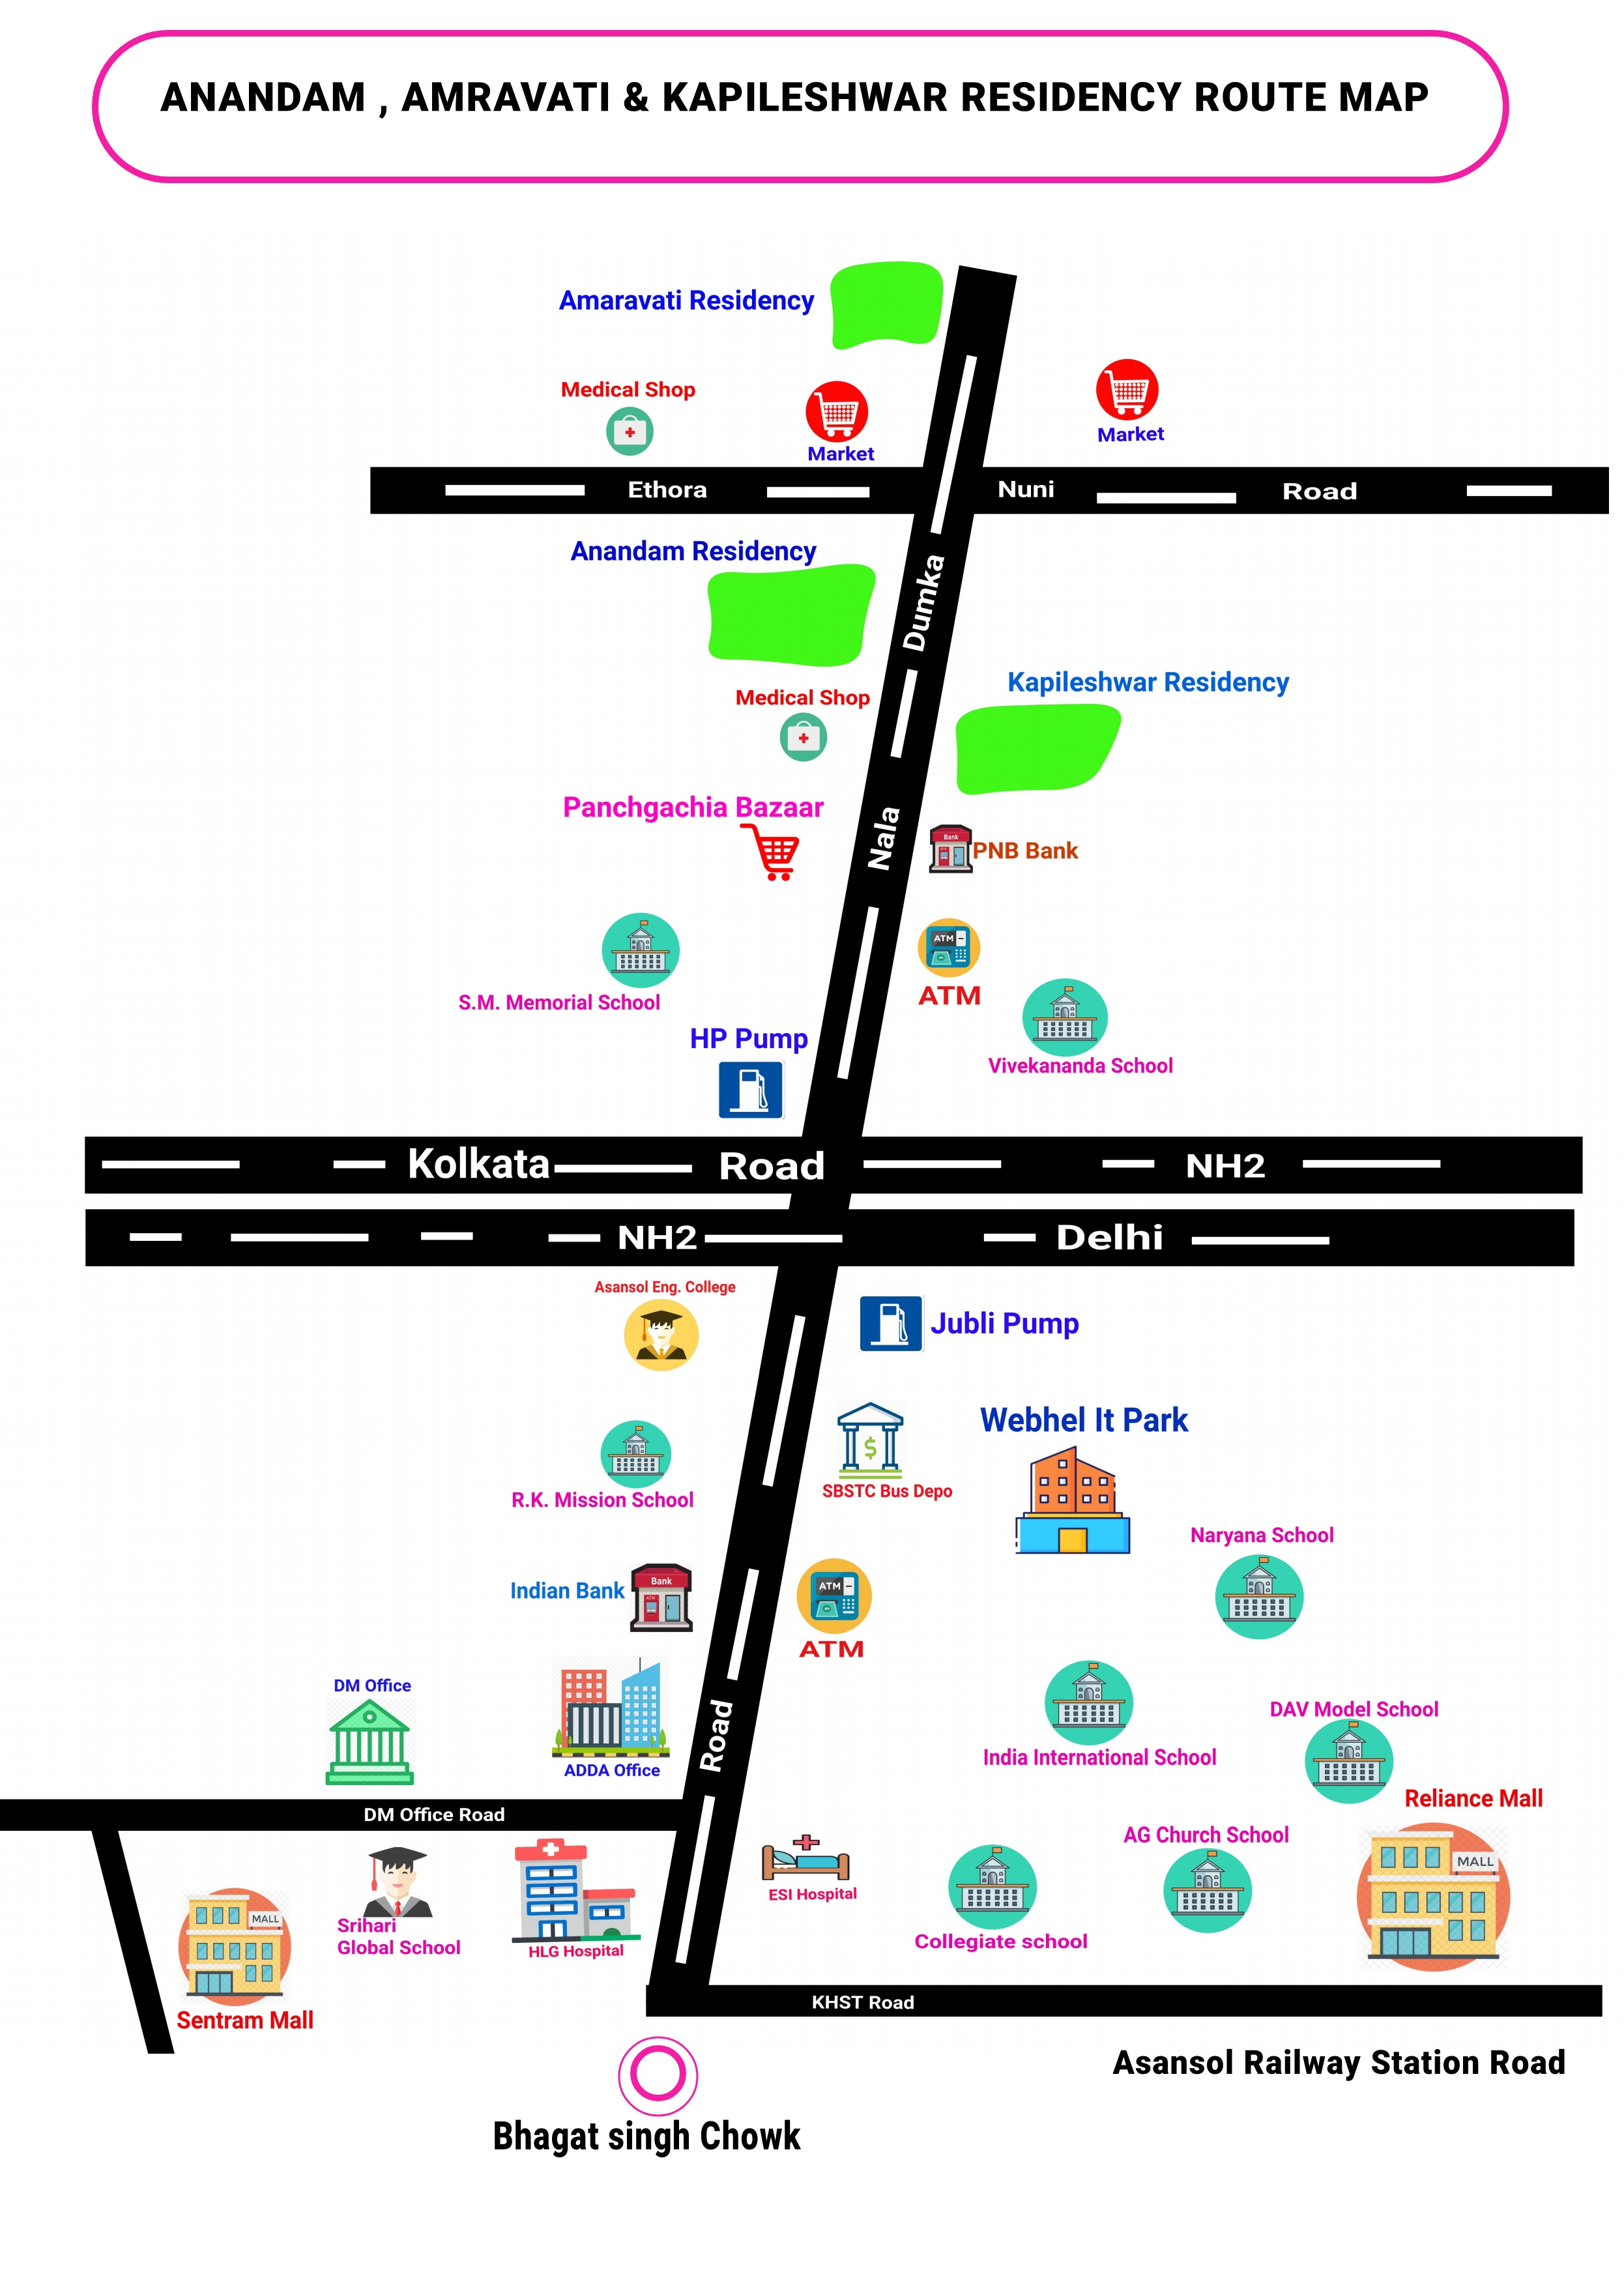 ANANDAM , AMRAVATI & KAPILESHWAR RESIDENCY ROUTE MAP
Amaravati Residency
Medical Shop
Market
Market
Ethora Nuni Road
Anandam Residency
Dumka
Kapileshwar Residency
Medical Shop
Panchgachia Bazaar
Nala
Bank
PNB Bank
ATM
ATM
S.M. Memorial School
HP Pump
Vivekananda School
Kolkata Road NH2
NH2 Delhi
Asansol Eng. College
Jubli Pump
Webhel It Park
$
SBSTC Bus Depo
R.K. Mission School
Naryana School
Indian Bank
Bank
ATM
ATM
ATM
DM Office
Road
ADDA Office
India International School
DAV Model School
Reliance Mall
MALL
DM Office Road
AG Church School
ESI Hospital
MALL
Srihari
Global School
HLG Hospital
Collegiate school
Sentram Mall
KHST Road
Asansol Railway Station Road
Bhagat singh Chowk